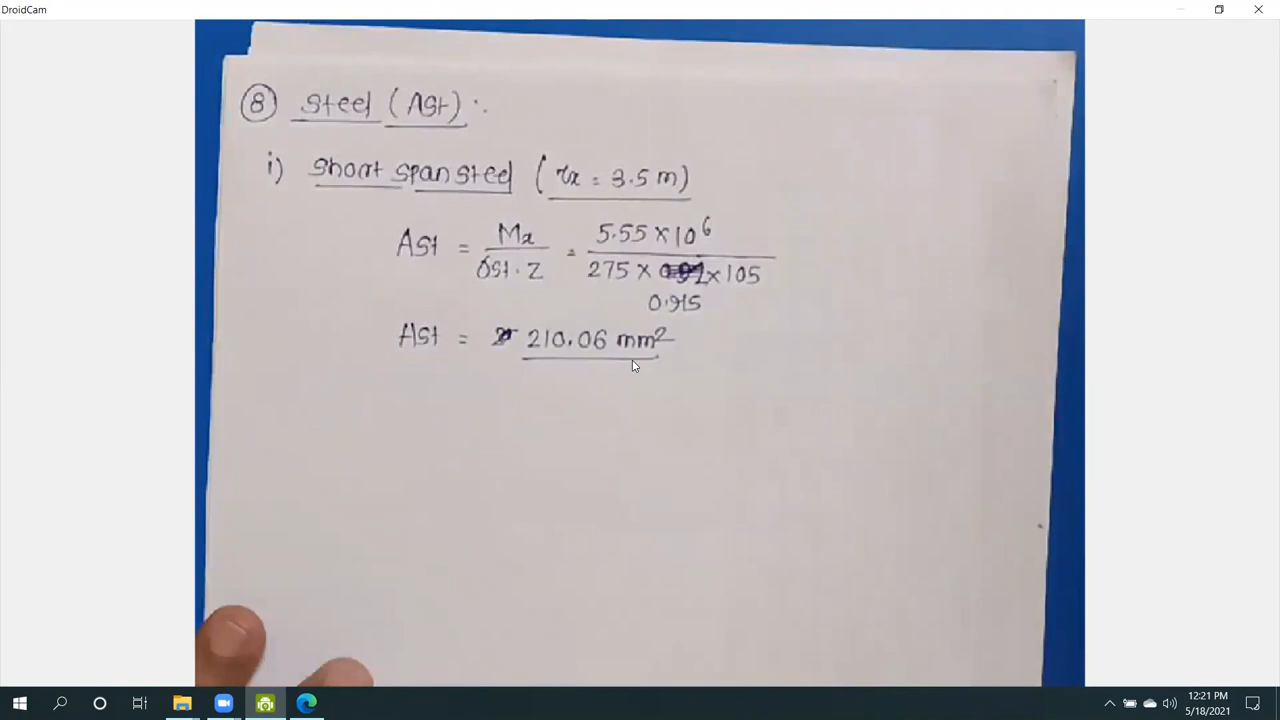 DroidCam
8 Steel (Ast) :
i) Short span steel (rx = 3.5 m)
Ast = Mx / σst . Z = 5.55 x 10^6 / 275 x x 105
0.915
Ast = 210.06 mm²
12:21 PM
5/18/2021